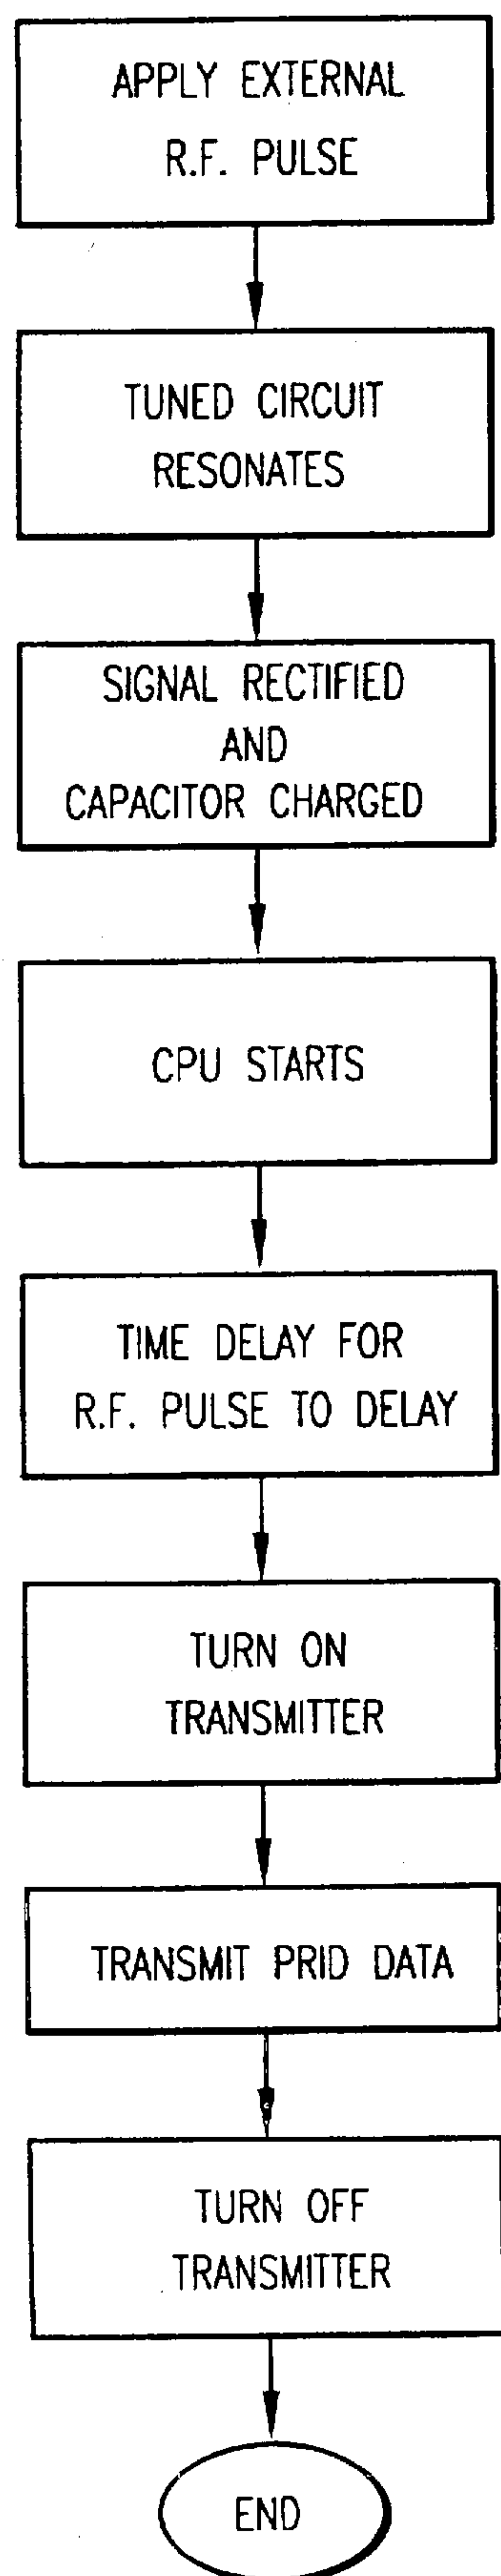 APPLY EXTERNAL
R.F. PULSE
TUNED CIRCUIT
RESONATES
SIGNAL RECTIFIED
AND
CAPACITOR CHARGED
CPU STARTS
TIME DELAY FOR
R.F. PULSE TO DELAY
TURN ON
TRANSMITTER
TRANSMIT PRID DATA
TURN OFF
TRANSMITTER
END